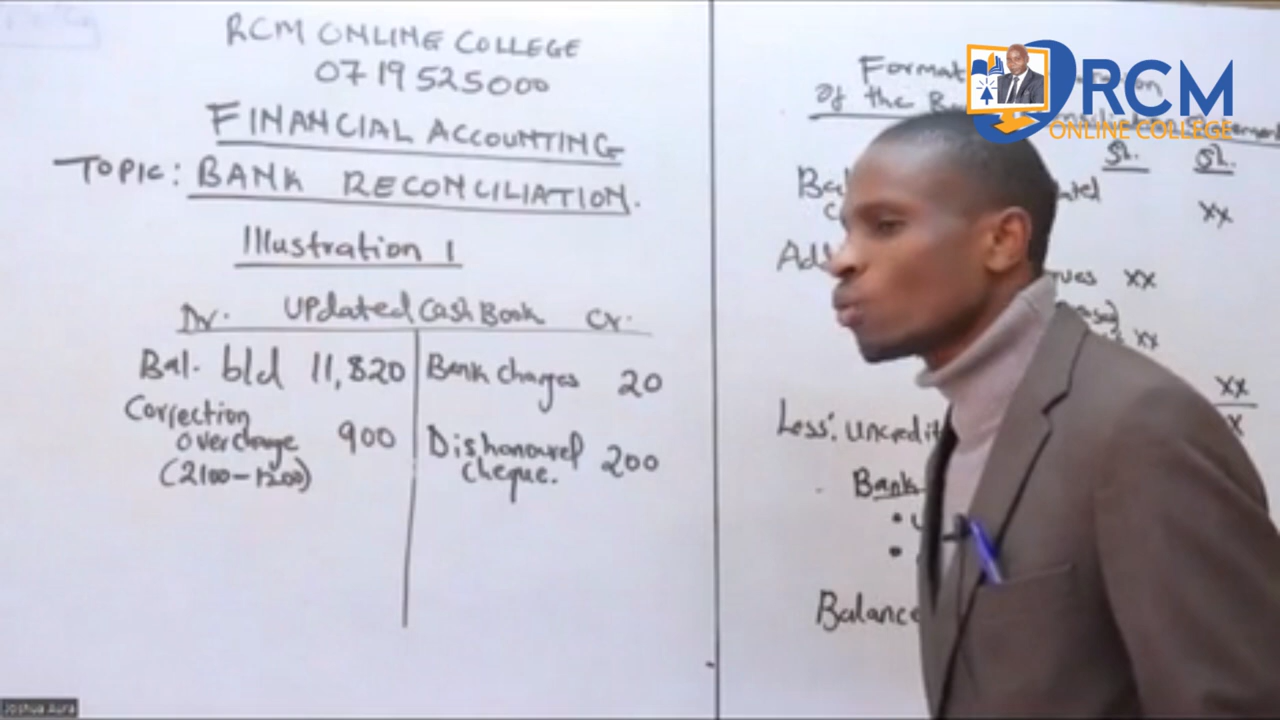 RCM ONLINE COLLEGE
0719525000
FINANCIAL ACCOUNTING
TOPIC: BANK RECONCILIATION.
Illustration 1
Dr. Updated Cash Book Cr.
Bal. b/d 11,820 Bank charges 20
Correction
overcharge 900
(2100-1200)
Dishonoured
cheque. 200
Format
of the
RCM
ONLINE COLLEGE
Sh. Sh.
xx
xx
xx
xx
Less: uncredit
Bank
Balance
Joshua Aura